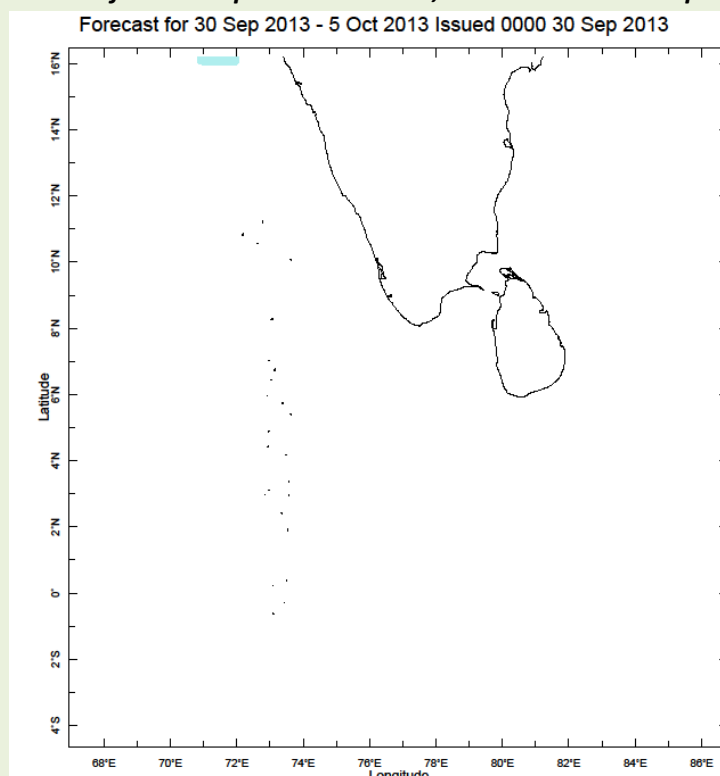 Forecast for 30 Sep 2013 - 5 Oct 2013 Issued 0000 30 Sep 2013
16°N
14°N
12°N
10°N
8°N
6°N
4°N
2°N
0°
2°S
4°S
Latitude
68°E 70°E 72°E 74°E 76°E 78°E 80°E 82°E 84°E 86°E
Longitude